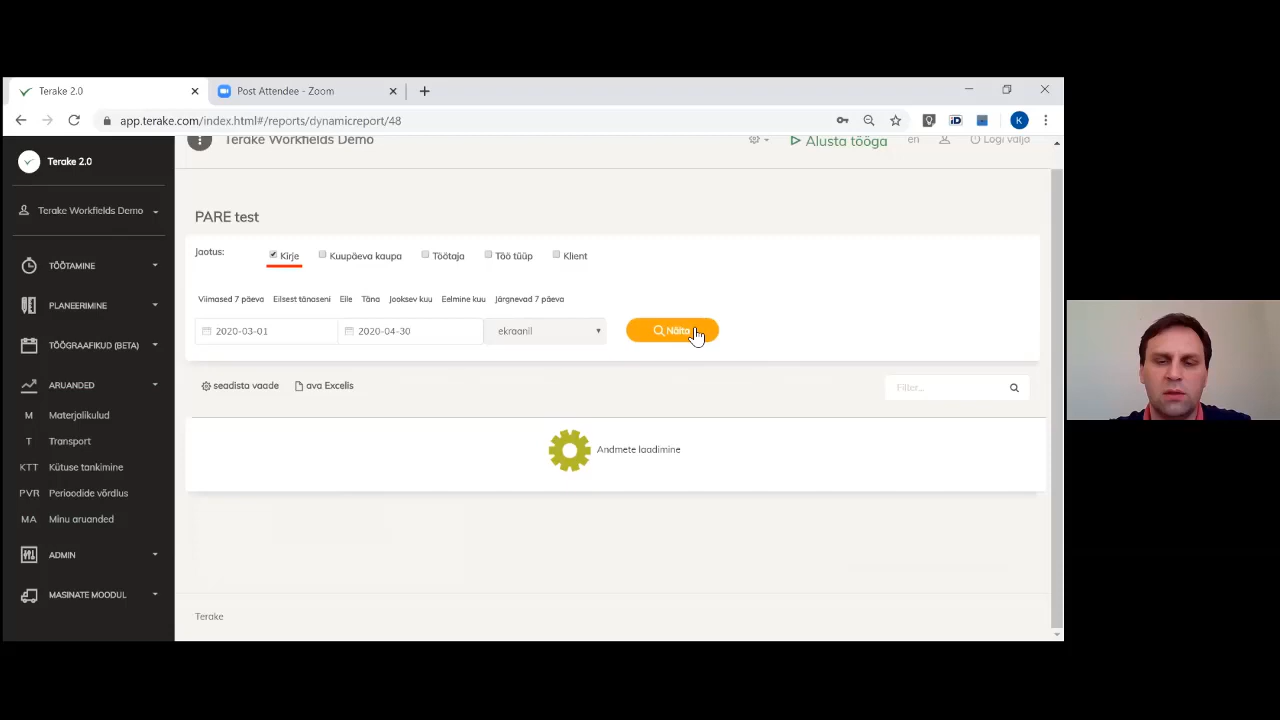 Terake 2.0
Post Attendee - Zoom
app.terake.com/index.html#/reports/dynamicreport/48
K
Terake 2.0
Terake Workfields Demo
Alusta tööga
en
Logi välja
Terake Workfields Demo
TÖÖTAMINE
PLANEERIMINE
TÖÖGRAAFIKUD (BETA)
ARUANDED
M Materjalikulud
T Transport
KTT Kütuse tankimine
PVR Perioodide võrdlus
MA Minu aruanded
ADMIN
MASINATE MOODUL
PARE test
Jaotus: Kirje Kuupäeva kaupa Töötaja Töö tüüp Klient
Viimased 7 päeva Eilsest tänaseni Eile Täna Jooksev kuu Eelmine kuu Järgnevad 7 päeva
2020-03-01 2020-04-30 ekraanil Näita
seadista vaade ava Excelis Filter...
Andmete laadimine
Terake